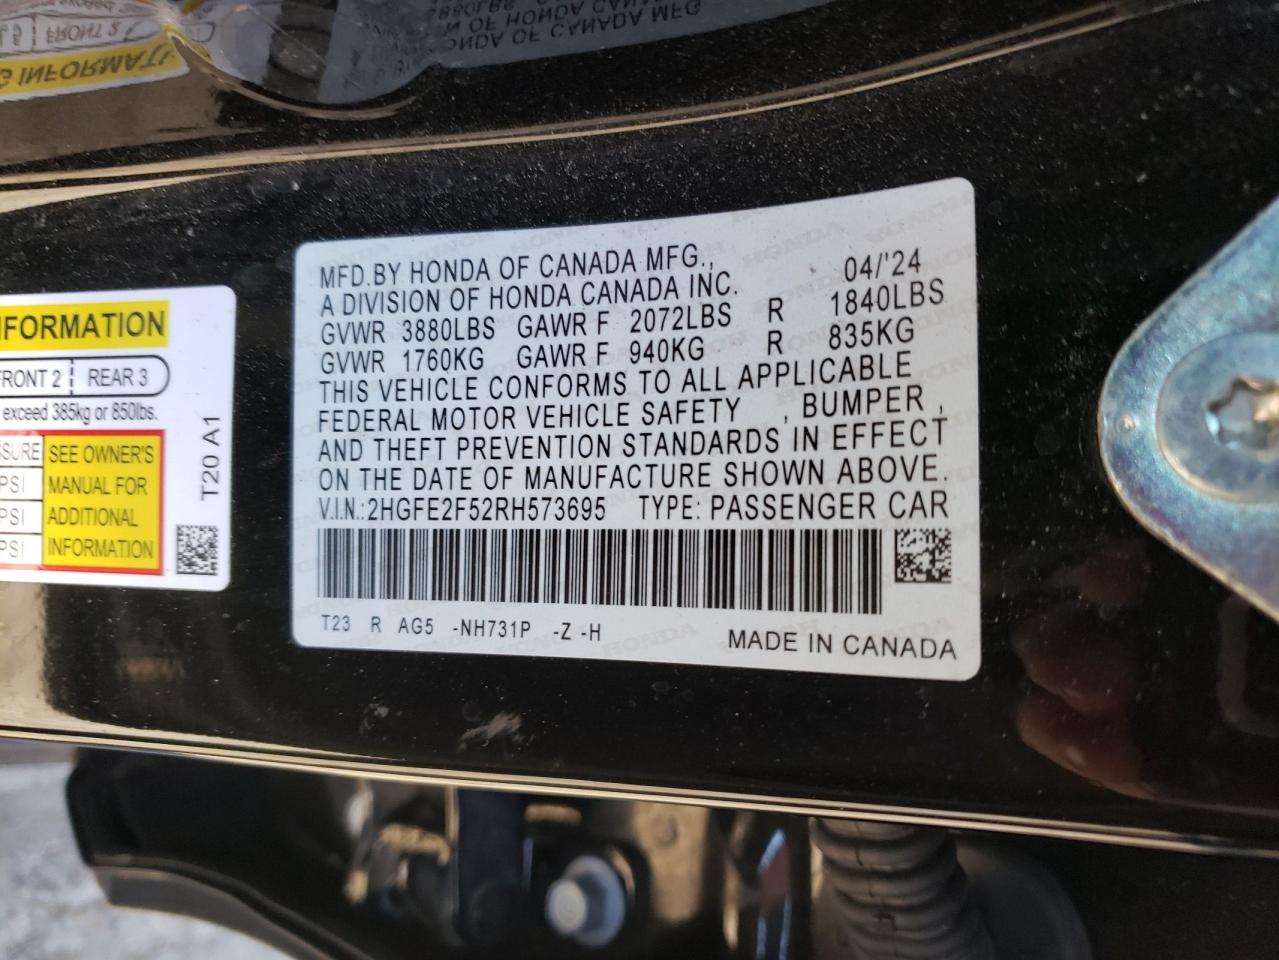 NFORMATION
FRONT 2 REAR 3
exceed 385kg or 850lbs.
SSURE SEE OWNER'S
PSI MANUAL FOR
PSI ADDITIONAL
PSI INFORMATION
T20 A1
MFD.BY HONDA OF CANADA MFG., 04/'24
A DIVISION OF HONDA CANADA INC.
GVWR 3880LBS GAWR F 2072LBS R 1840LBS
GVWR 1760KG GAWR F 940KG R 835KG
THIS VEHICLE CONFORMS TO ALL APPLICABLE
FEDERAL MOTOR VEHICLE SAFETY , BUMPER ,
AND THEFT PREVENTION STANDARDS IN EFFECT
ON THE DATE OF MANUFACTURE SHOWN ABOVE.
V.I.N.:2HGFE2F52RH573695 TYPE: PASSENGER CAR
T23 R AG5 -NH731P -Z -H
MADE IN CANADA